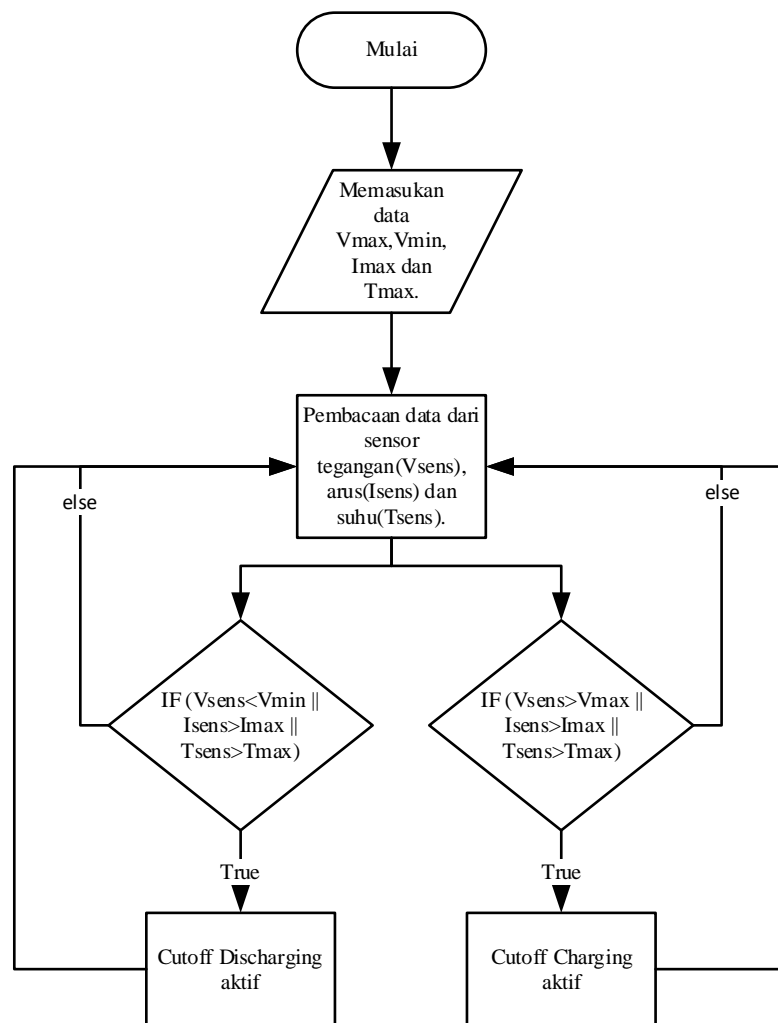 Mulai
Memasukan
data
Vmax,Vmin,
Imax dan
Tmax.
Pembacaan data dari
sensor
tegangan(Vsens),
arus(Isens) dan
suhu(Tsens).
else
else
IF (Vsens<Vmin ||
Isens>Imax ||
Tsens>Tmax)
IF (Vsens>Vmax ||
Isens>Imax ||
Tsens>Tmax)
True
True
Cutoff Discharging
aktif
Cutoff Charging
aktif